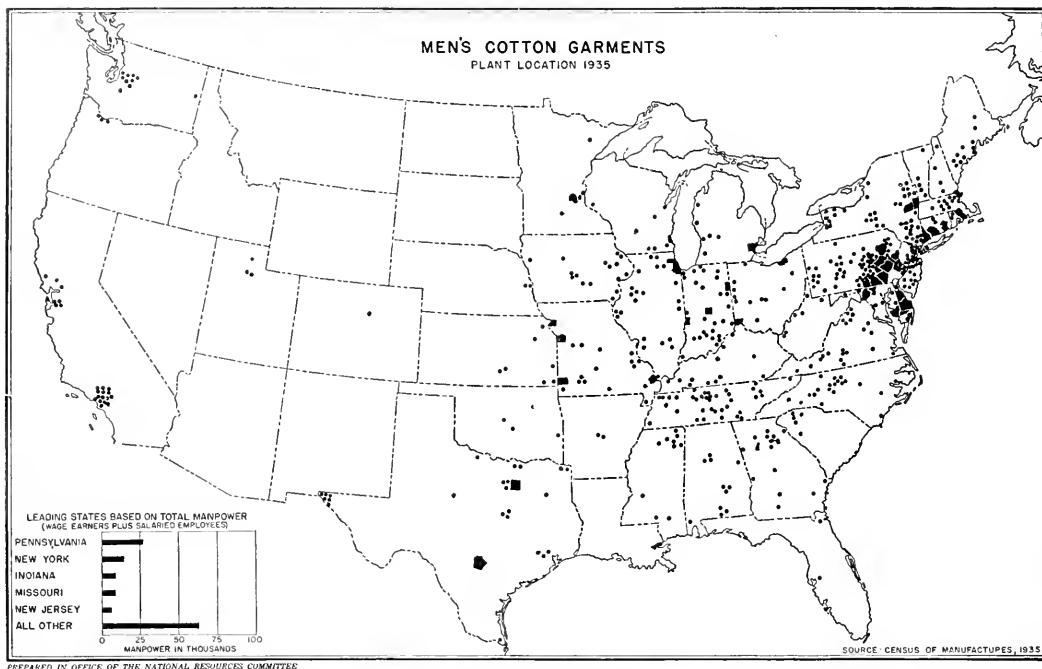 MEN'S COTTON GARMENTS
PLANT LOCATION 1935
LEADING STATES BASED ON TOTAL MANPOWER
(WAGE EARNERS PLUS SALARIED EMPLOYEES)
PENNSYLVANIA
NEW YORK
INDIANA
MISSOURI
NEW JERSEY
ALL OTHER
0 25 50 75 100
MANPOWER IN THOUSANDS
SOURCE: CENSUS OF MANUFACTURES, 1935
PREPARED IN OFFICE OF THE NATIONAL RESOURCES COMMITTEE